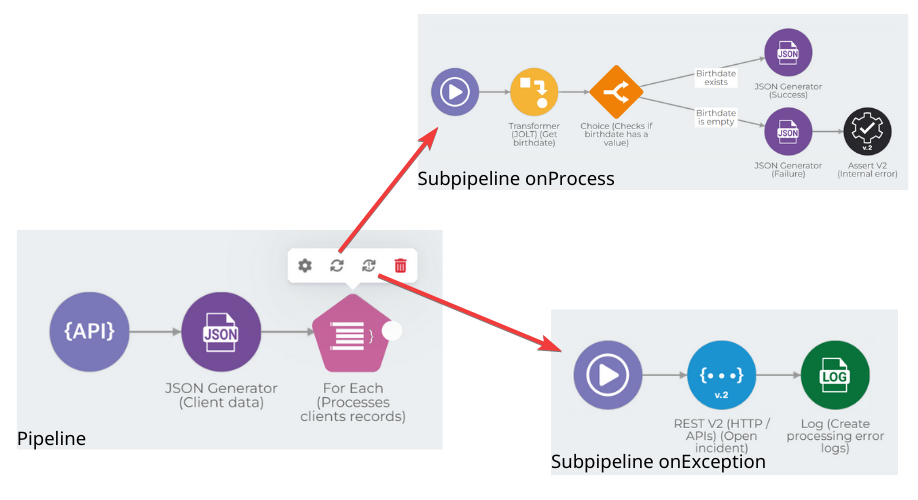 {API}
JSON
JSON Generator
(Client data)
}
For Each
(Processes
clients records)
Pipeline
Transformer
(JOLT) (Get
birthdate)
Choice (Checks if
birthdate has a
value)
Birthdate
exists
Birthdate
is empty
JSON
JSON Generator
(Success)
JSON
JSON Generator
(Failure)
v.2
Assert V2
(Internal error)
Subpipeline onProcess
{•••}
v.2
REST V2 (HTTP /
APIs) (Open
incident)
LOG
Log (Create
processing error
logs)
Subpipeline onException